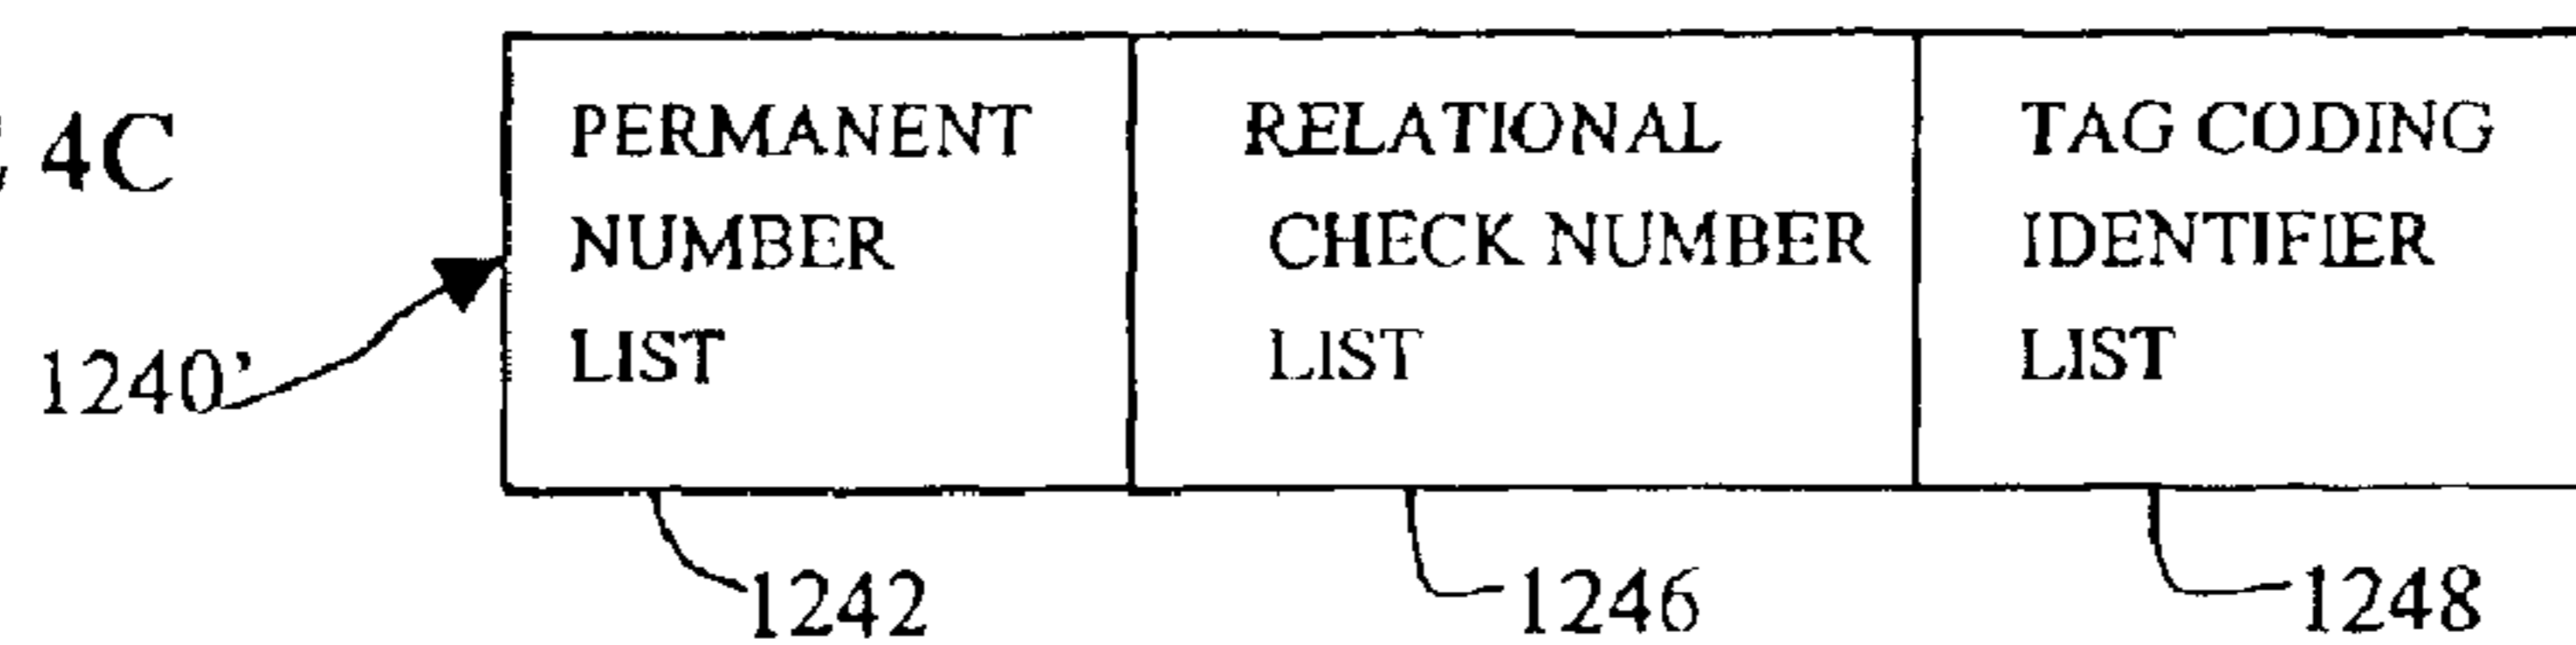 4C
PERMANENT
NUMBER
LIST
RELATIONAL
CHECK NUMBER
LIST
TAG CODING
IDENTIFIER
LIST
1240'
1242
1246
1248